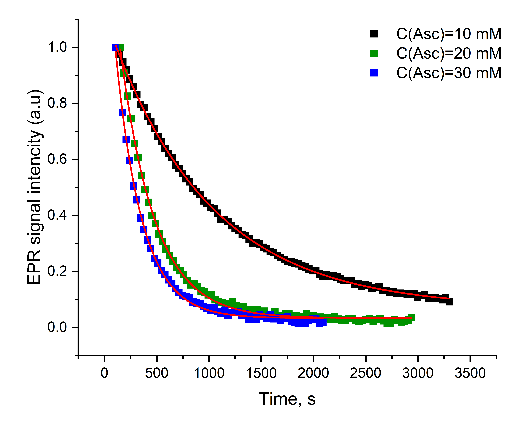 C(Asc)=10 mM
C(Asc)=20 mM
C(Asc)=30 mM
EPR signal intencity (a.u)
1.0
0.8
0.6
0.4
0.2
0.0
0 500 1000 1500 2000 2500 3000 3500
Time, s